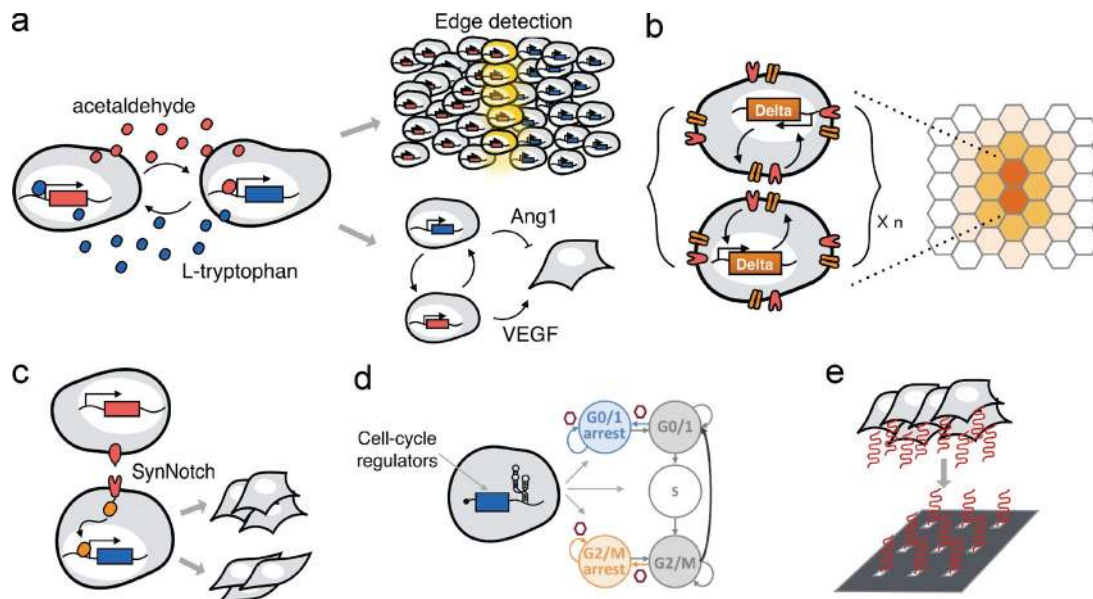 a
Edge detection
acetaldehyde
L-tryptophan
Ang1
VEGF
b
Delta
Delta
X n
c
SynNotch
d
Cell-cycle
regulators
G0/1
arrest
G0/1
S
G2/M
arrest
G2/M
e